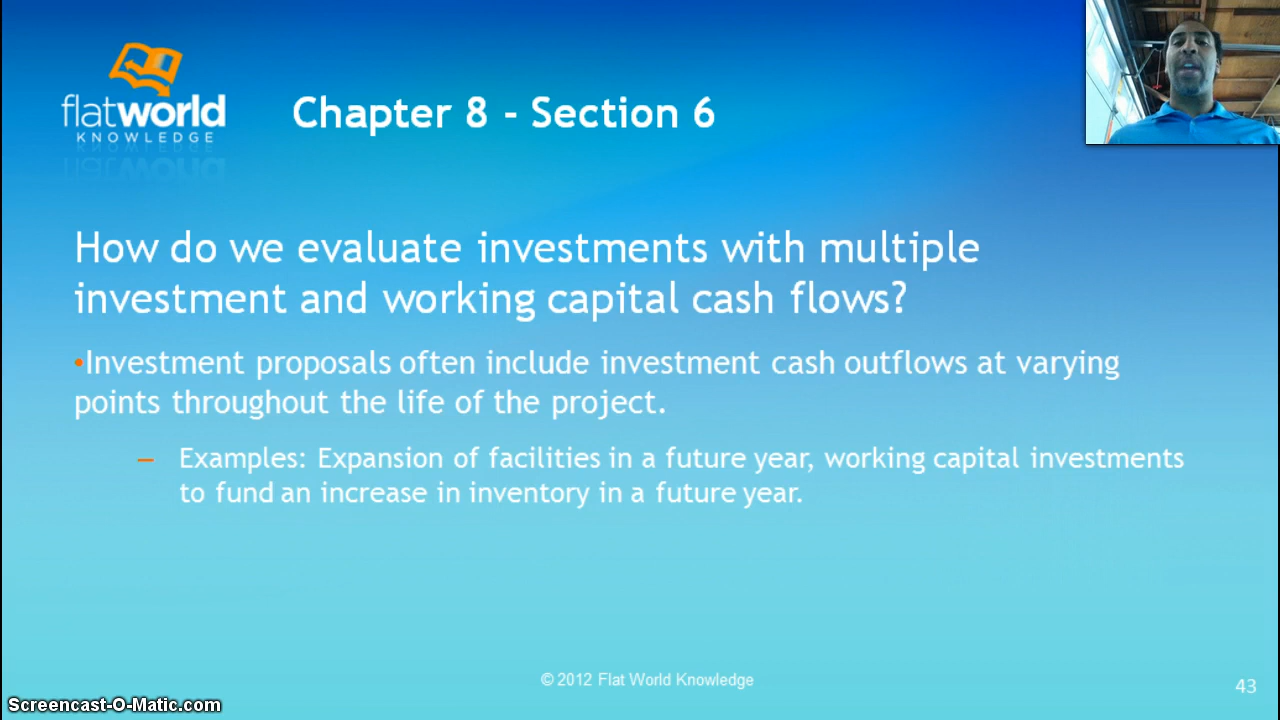 flatworld
KNOWLEDGE
Chapter 8 - Section 6
How do we evaluate investments with multiple
investment and working capital cash flows?
•Investment proposals often include investment cash outflows at varying
points throughout the life of the project.
– Examples: Expansion of facilities in a future year, working capital investments
to fund an increase in inventory in a future year.
© 2012 Flat World Knowledge
43
Screencast-O-Matic.com